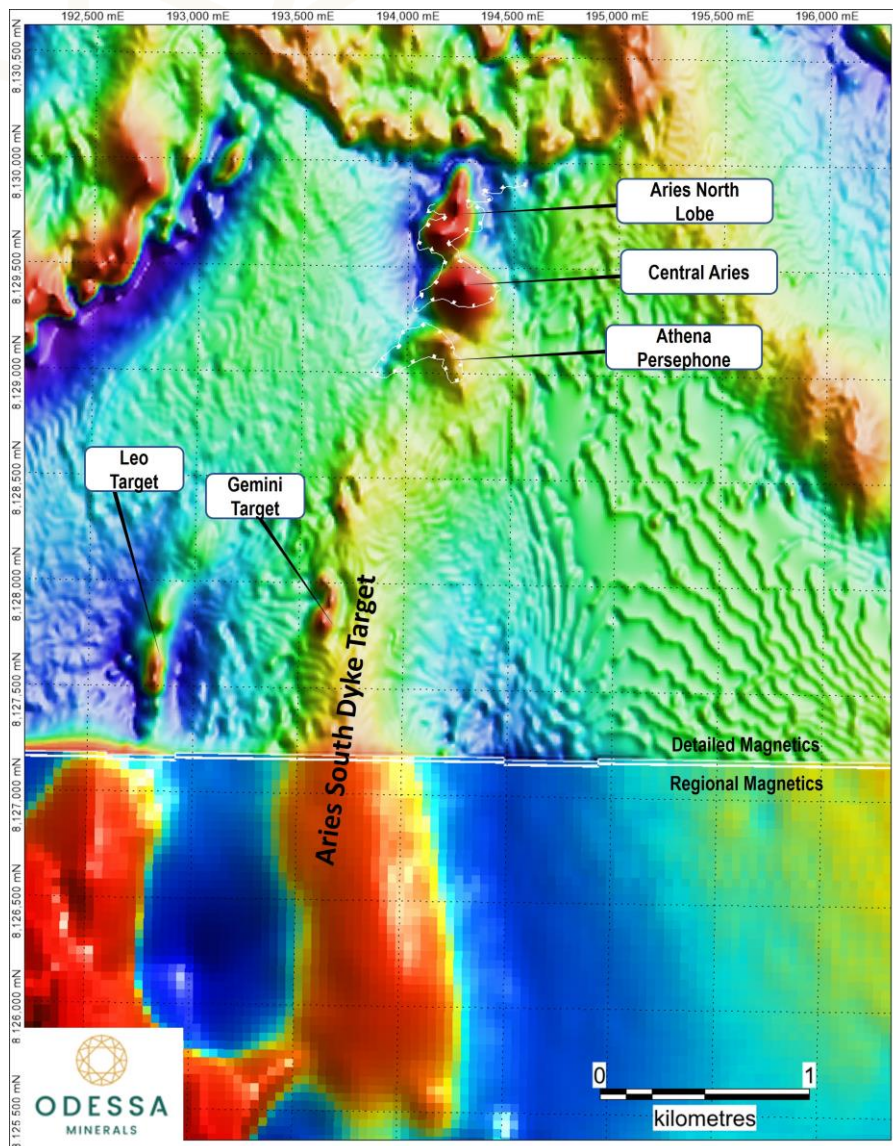 192,500 mE 193,000 mE 193,500 mE 194,000 mE 194,500 mE 195,000 mE 195,500 mE 196,000 mE
8,130,500 mN
8,130,000 mN
8,129,500 mN
8,129,000 mN
8,128,500 mN
8,128,000 mN
8,127,500 mN
8,127,000 mN
8,126,500 mN
8,126,000 mN
8,125,500 mN
Aries North
Lobe
Central Aries
Athena
Persephone
Leo
Target
Gemini
Target
Aries South Dyke Target
Detailed Magnetics
Regional Magnetics
0 1
kilometres
ODESSA
MINERALS